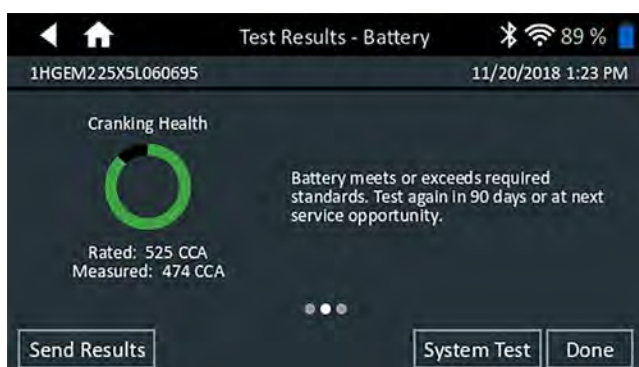 Test Results - Battery
89 %
1HGEM225X5L060695
11/20/2018 1:23 PM
Cranking Health
Battery meets or exceeds required
standards. Test again in 90 days or at next
service opportunity.
Rated: 525 CCA
Measured: 474 CCA
Send Results
System Test
Done